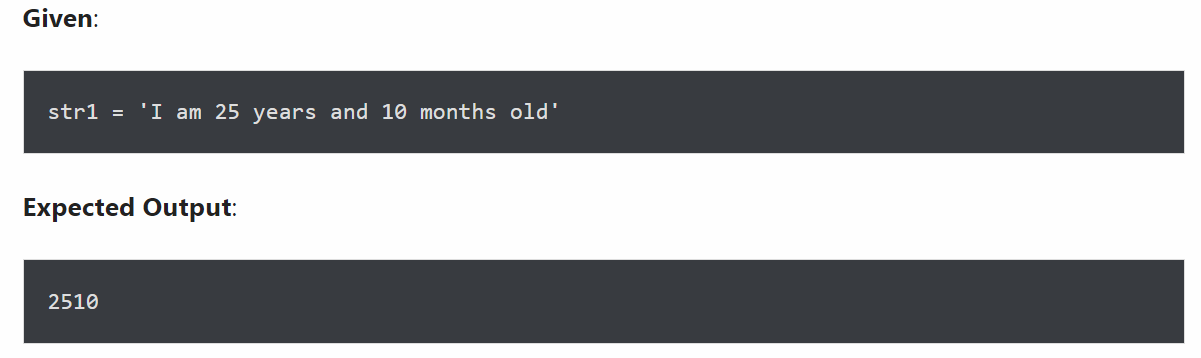 Given:
str1 = 'I am 25 years and 10 months old'
Expected Output:
2510